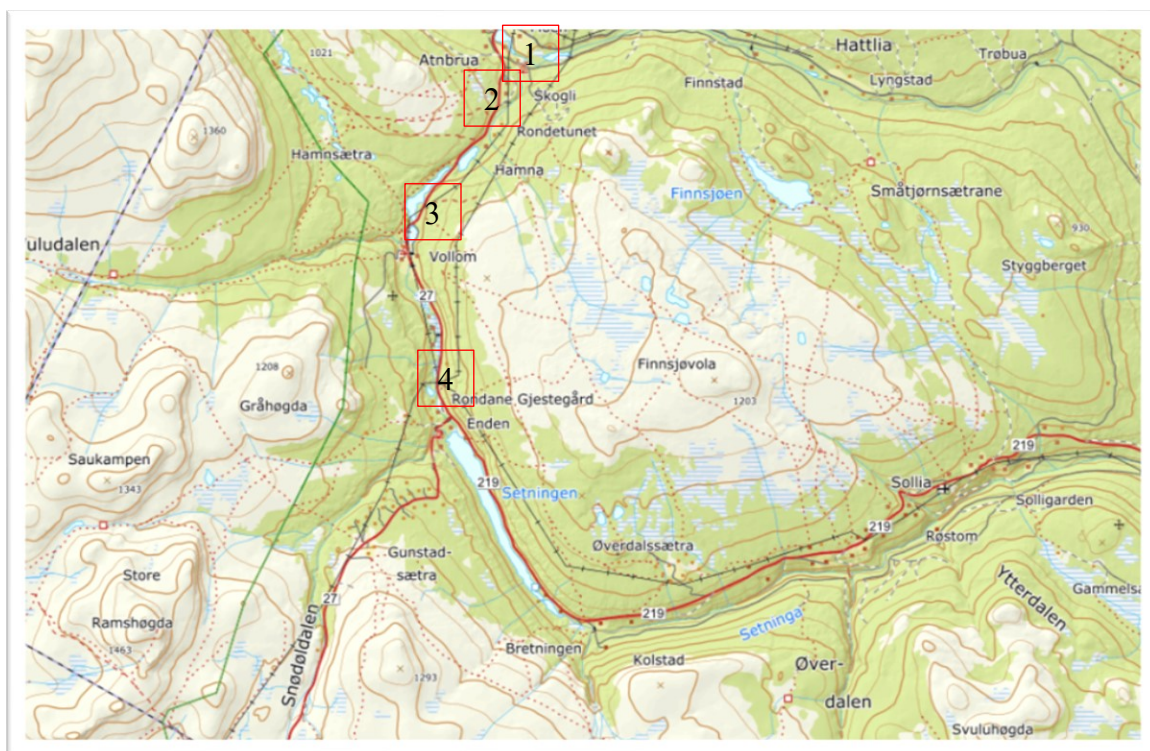 1
1021
Atnbrua
Hattlia
Trøbua
Finnstad
Lyngstad
2
Skogli
1360
Rondetunet
Hamnsætra
Hamna
Finnsjøen
Småtjørnsætrane
3
930
uludalen
Vollom
Styggberget
27
1208
Finnsjøvola
4
Gråhøgda
Rondane Gjestegård
1203
Enden
Saukampen
219
219
1343
Sollia
Setningen
Solligarden
219
Røstom
Øverdalssætra
Gunstad-
sætra
Store
Ramshøgda
27
Ytterdalen
Gammelsæ
219
Setninga
1463
Snødøldalen
Bretningen
Kolstad
Øver-
dalen
1293
Svuluhøgda